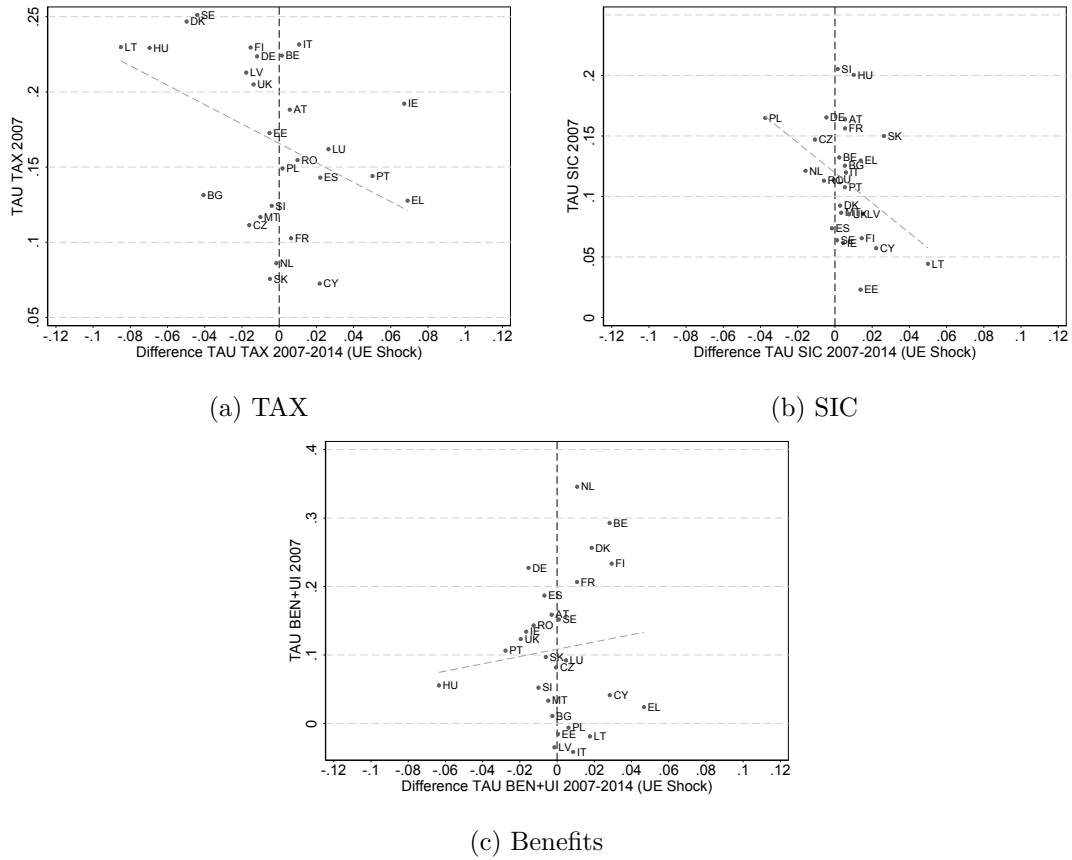 TAU TAX 2007
.05 .1 .15 .2 .25
SE
DK
LT
HU
FI
DE
BE
IT
LV
UK
AT
IE
EE
LU
RO
PL
ES
PT
BG
SI
EL
MT
CZ
FR
NL
SK
CY
-.12 -.1 -.08 -.06 -.04 -.02 0 .02 .04 .06 .08 .1 .12
Difference TAU TAX 2007-2014 (UE Shock)
(a) TAX
TAU SIC 2007
0 .05 .1 .15 .2
SI
HU
PL
DE
AT
FR
CZ
SK
BE
EL
BG
NL
IT
RO
LU
PT
DK
MT
UK
LV
ES
SE
IE
FI
CY
LT
EE
-.12 -.1 -.08 -.06 -.04 -.02 0 .02 .04 .06 .08 .1 .12
Difference TAU SIC 2007-2014 (UE Shock)
(b) SIC
TAU BEN+UI 2007
0 .1 .2 .3 .4
NL
BE
DK
FI
DE
FR
ES
AT
SE
RO
IE
UK
PT
SK
LU
CZ
HU
SI
CY
MT
EL
BG
PL
EE
LT
LV
IT
-.12 -.1 -.08 -.06 -.04 -.02 0 .02 .04 .06 .08 .1 .12
Difference TAU BEN+UI 2007-2014 (UE Shock)
(c) Benefits